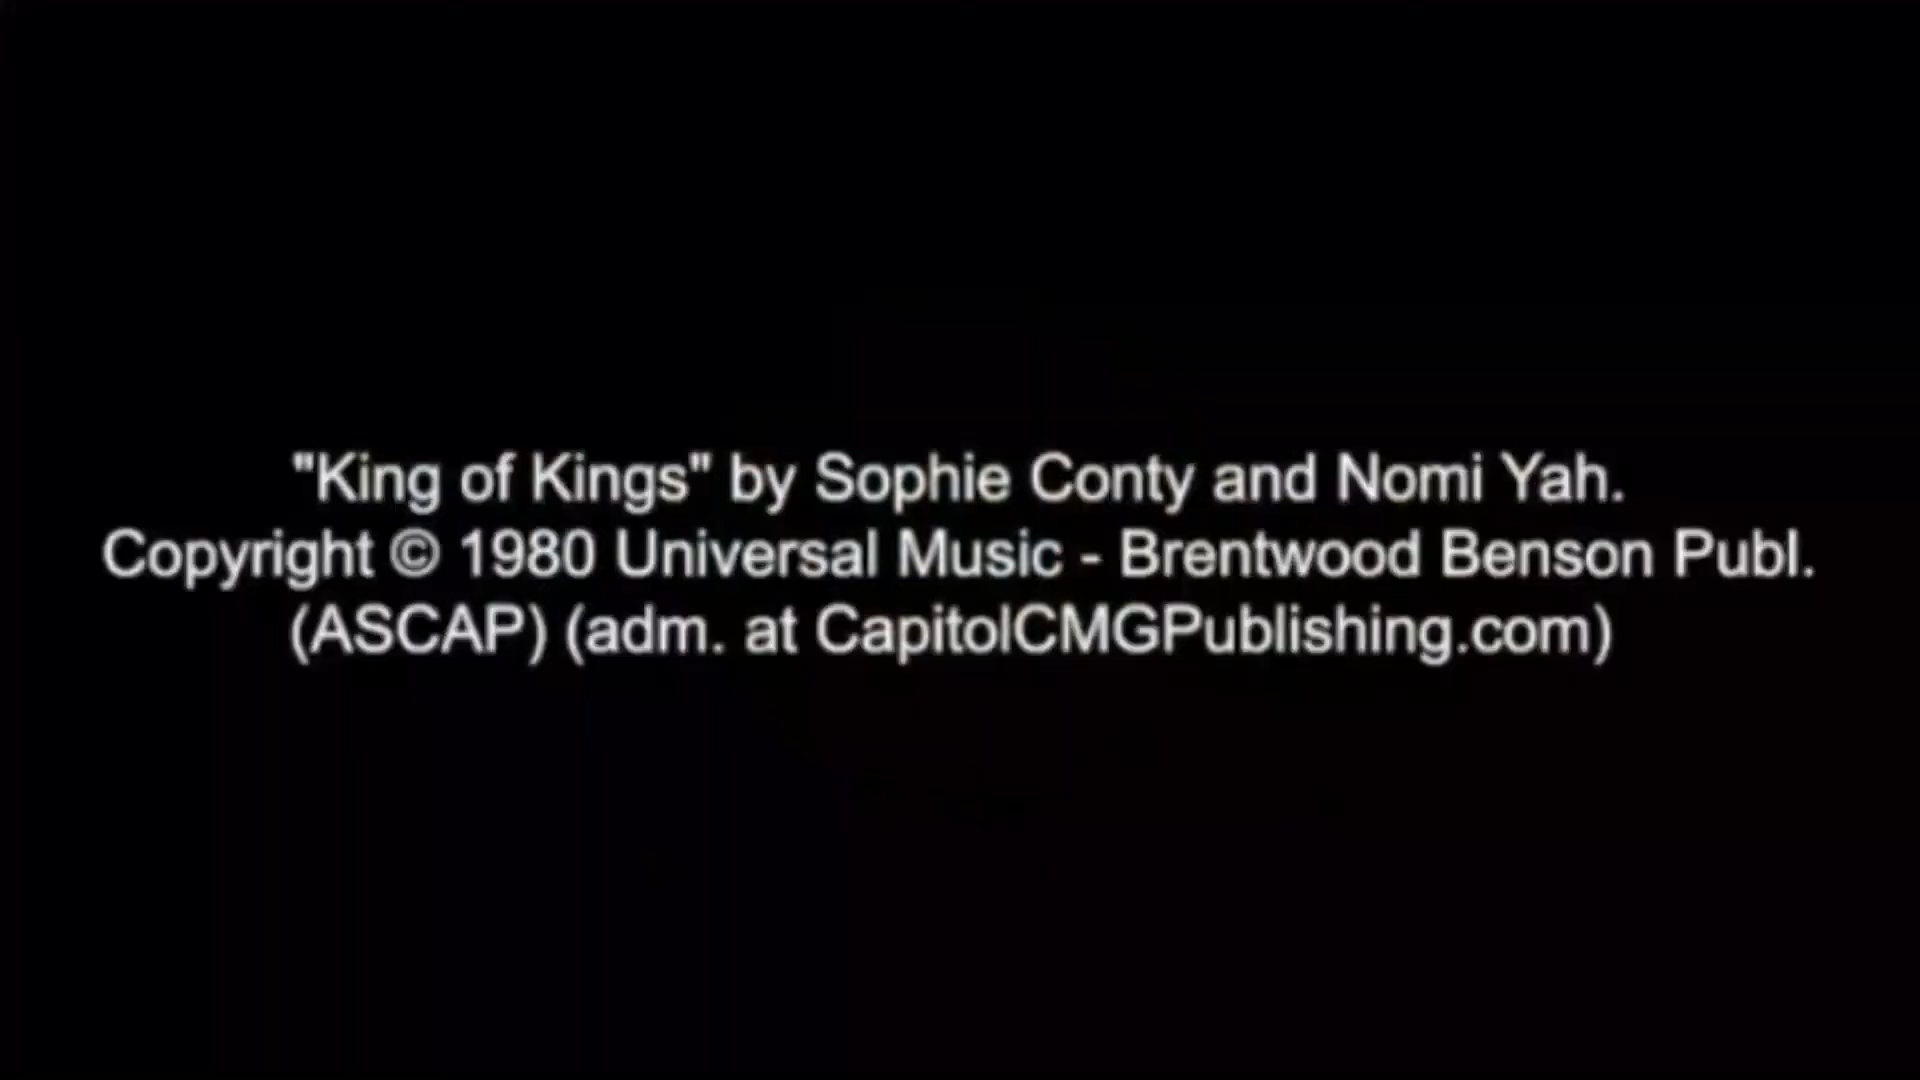 "King of Kings" by Sophie Conty and Nomi Yah.
Copyright © 1980 Universal Music - Brentwood Benson Publ.
(ASCAP) (adm. at CapitolCMGPublishing.com)